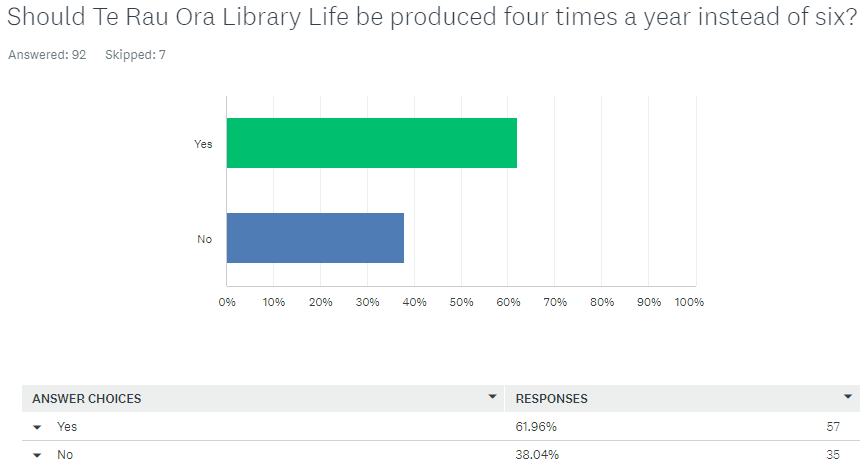 Should Te Rau Ora Library Life be produced four times a year instead of six?
Answered: 92 Skipped: 7
Yes
No
0% 10% 20% 30% 40% 50% 60% 70% 80% 90% 100%
ANSWER CHOICES RESPONSES
Yes 61.96% 57
No 38.04% 35